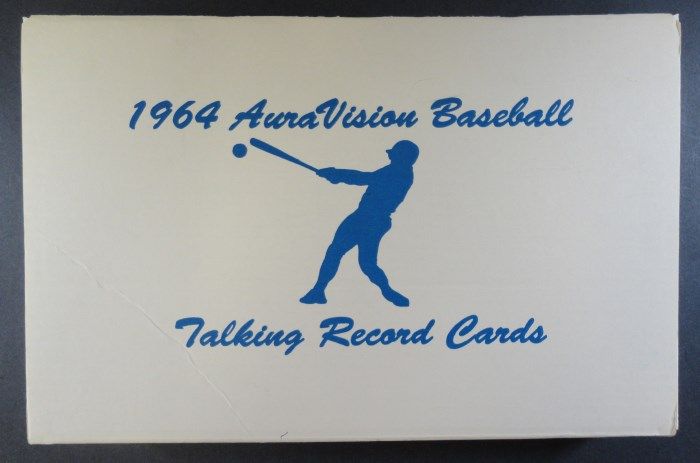 1964 AuraVision Baseball
Talking Record Cards